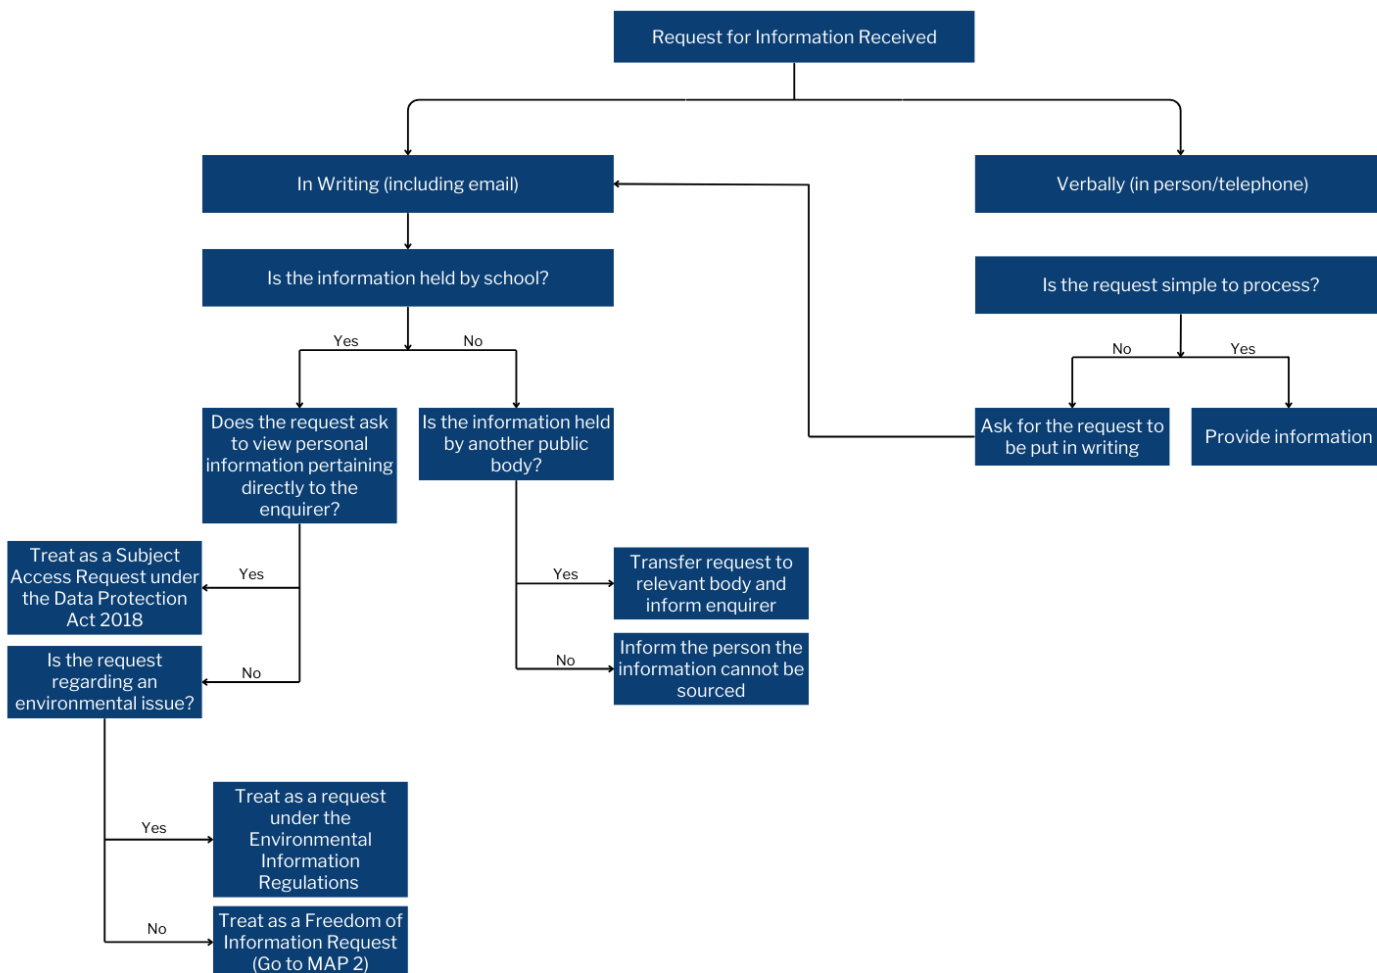 Request for Information Received
In Writing (including email)
Verbally (in person/telephone)
Is the information held by school?
Is the request simple to process?
Yes
No
No
Yes
Does the request ask
to view personal
information pertaining
directly to the
enquirer?
Is the information held
by another public
body?
Ask for the request to
be put in writing
Provide information
Treat as a Subject
Access Request under
the Data Protection
Act 2018
Yes
Yes
Transfer request to
relevant body and
inform enquirer
Is the request
regarding an
environmental issue?
No
No
Inform the person the
information cannot be
sourced
Yes
Treat as a request
under the
Environmental
Information
Regulations
No
Treat as a Freedom of
Information Request
(Go to MAP 2)